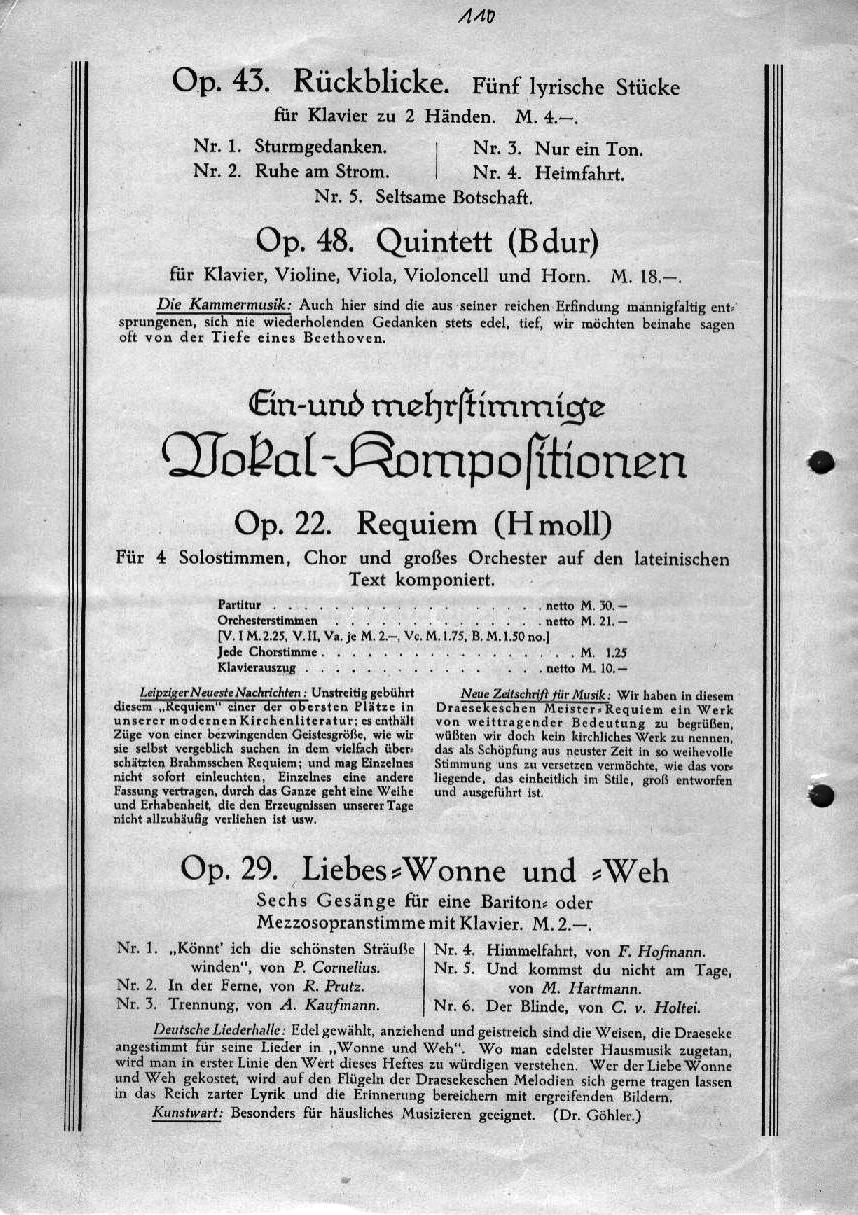 110
Op. 43. Rückblicke. Fünf lyrische Stücke
für Klavier zu 2 Händen. M. 4.—.
Nr. 1. Sturmgedanken.
Nr. 2. Ruhe am Strom.
Nr. 3. Nur ein Ton.
Nr. 4. Heimfahrt.
Nr. 5. Seltsame Botschaft.
Op. 48. Quintett (B dur)
für Klavier, Violine, Viola, Violoncell und Horn. M. 18.—.
Die Kammermusik: Auch hier sind die aus seiner reichen Erfindung mannigfaltig ent-
sprungenen, sich nie wiederholenden Gedanken stets edel, tief, wir möchten beinahe sagen
oft von der Tiefe eines Beethoven.
Ein-und mehrſtimmige
Vokal-Kompoſitionen
Op. 22. Requiem (H moll)
Für 4 Solostimmen, Chor und großes Orchester auf den lateinischen
Text komponiert.
Partitur . . . . . . . . . . . . . . . . . . netto M. 30.—
Orchesterstimmen . . . . . . . . . . . . . . netto M. 21.—
[V. I M. 2.25, V. II, Va. je M. 2.—, Vc. M. 1.75, B. M. 1.50 no.]
Jede Chorstimme . . . . . . . . . . . . . . . . . M. 1.25
Klavierauszug . . . . . . . . . . . . . . . netto M. 10.—
Leipziger Neueste Nachrichten: Unstreitig gebührt
diesem „Requiem" einer der obersten Plätze in
unserer modernen Kirchenliteratur; es enthält
Züge von einer bezwingenden Geistesgröße, wie wir
sie selbst vergeblich suchen in dem vielfach über-
schätzten Brahmsschen Requiem; und mag Einzelnes
nicht sofort einleuchten, Einzelnes eine andere
Fassung vertragen, durch das Ganze geht eine Weihe
und Erhabenheit, die den Erzeugnissen unserer Tage
nicht allzuhäufig verliehen ist usw.
Neue Zeitschrift für Musik: Wir haben in diesem
Draesekeschen Meister-Requiem ein Werk
von weittragender Bedeutung zu begrüßen,
wüßten wir doch kein kirchliches Werk zu nennen,
das als Schöpfung aus neuster Zeit in so weihevolle
Stimmung uns zu versetzen vermöchte, wie das vor-
liegende, das einheitlich im Stile, groß entworfen
und ausgeführt ist.
Op. 29. Liebes-Wonne und -Weh
Sechs Gesänge für eine Bariton- oder
Mezzosopranstimme mit Klavier. M. 2.—.
Nr. 1. „Könnt' ich die schönsten Sträuße
winden", von P. Cornelius.
Nr. 2. In der Ferne, von R. Prutz.
Nr. 3. Trennung, von A. Kaufmann.
Nr. 4. Himmelfahrt, von F. Hofmann.
Nr. 5. Und kommst du nicht am Tage,
von M. Hartmann.
Nr. 6. Der Blinde, von C. v. Holtei.
Deutsche Liederhalle: Edel gewählt, anziehend und geistreich sind die Weisen, die Draeseke
angestimmt für seine Lieder in „Wonne und Weh". Wo man edelster Hausmusik zugetan,
wird man in erster Linie den Wert dieses Heftes zu würdigen verstehen. Wer der Liebe Wonne
und Weh gekostet, wird auf den Flügeln der Draesekeschen Melodien sich gerne tragen lassen
in das Reich zarter Lyrik und die Erinnerung bereichern mit ergreifenden Bildern.
Kunstwart: Besonders für häusliches Musizieren geeignet. (Dr. Göhler.)